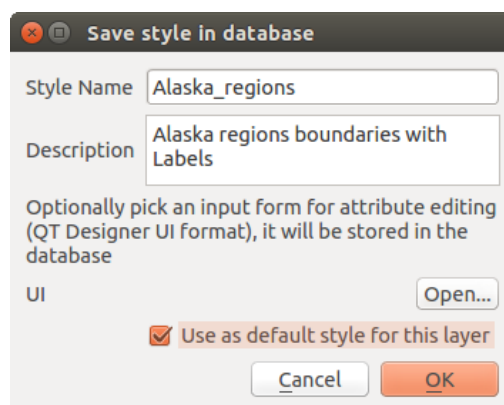 Save style in database
Style Name Alaska_regions
Description Alaska regions boundaries with
Labels
Optionally pick an input form for attribute editing
(QT Designer UI format), it will be stored in the
database
UI Open...
Use as default style for this layer
Cancel OK